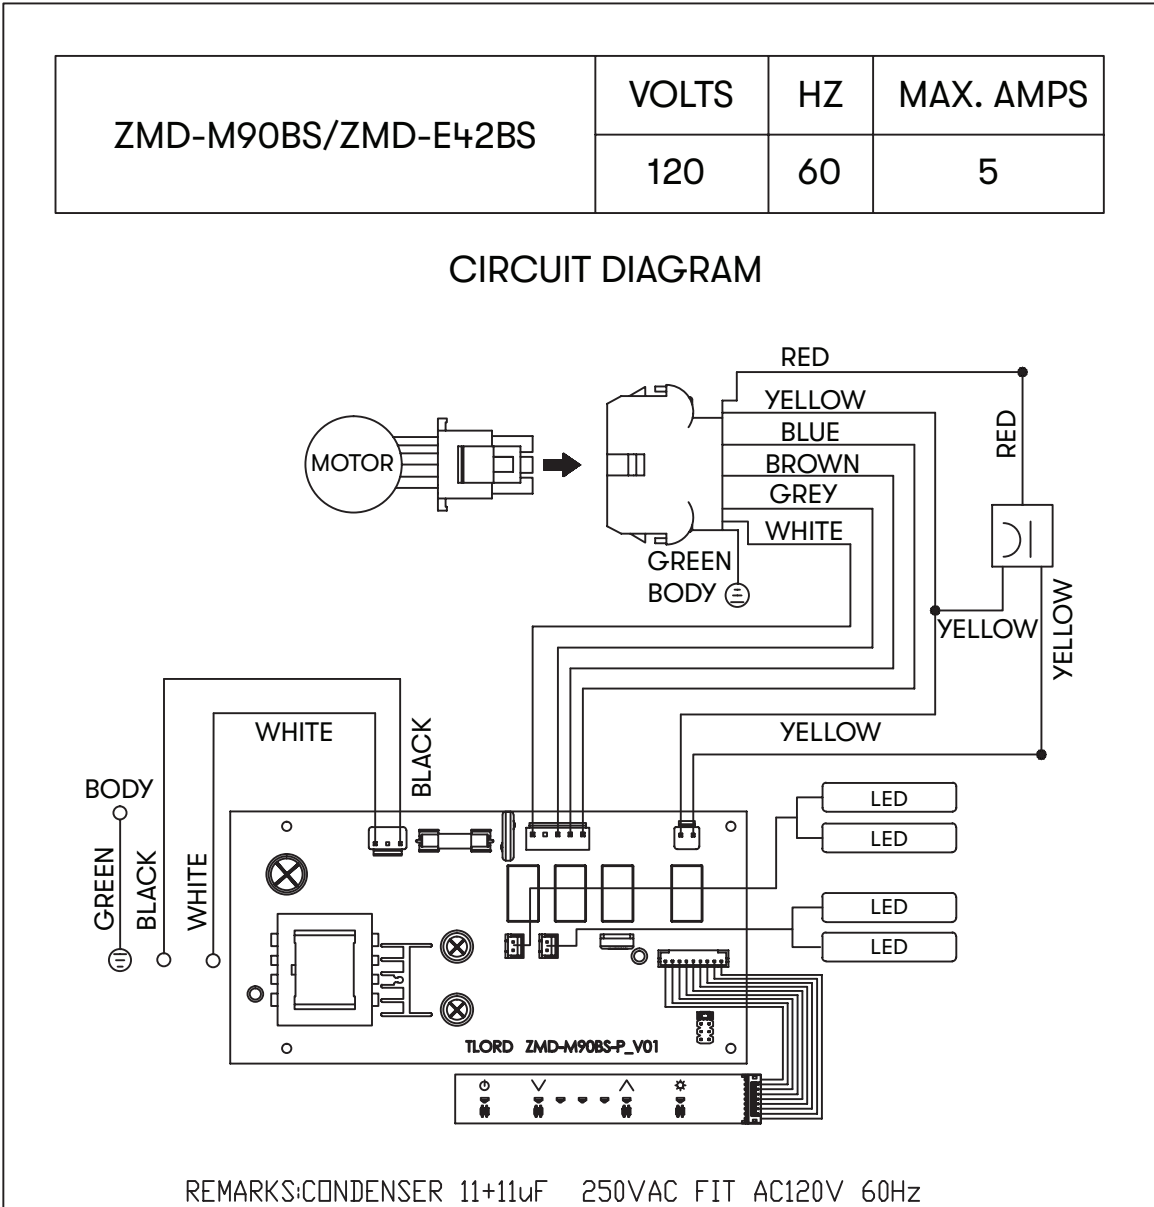 ZMD-M90BS/ZMD-E42BS
VOLTS HZ MAX. AMPS
120 60 5
CIRCUIT DIAGRAM
RED
YELLOW
RED
BLUE
MOTOR
BROWN
GREY
WHITE
GREEN
BODY
YELLOW
YELLOW
WHITE
BLACK
YELLOW
BODY
LED
LED
GREEN
BLACK
WHITE
LED
LED
TLORD ZMD-M90BS-P_V01
REMARKS:CONDENSER 11+11uF 250VAC FIT AC120V 60Hz